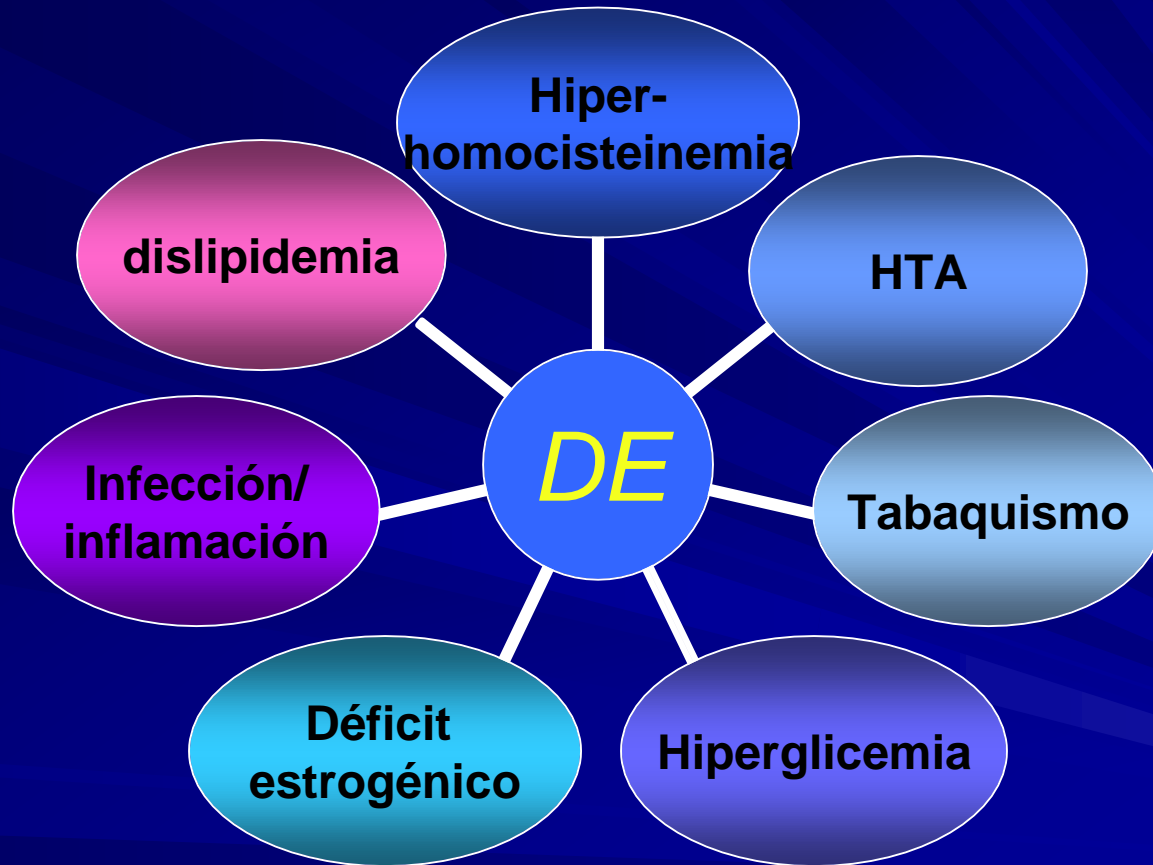 Hiper-
homocisteinemia
dislipidemia
HTA
Infección/
inflamación
DE
Tabaquismo
Déficit
estrogénico
Hiperglicemia